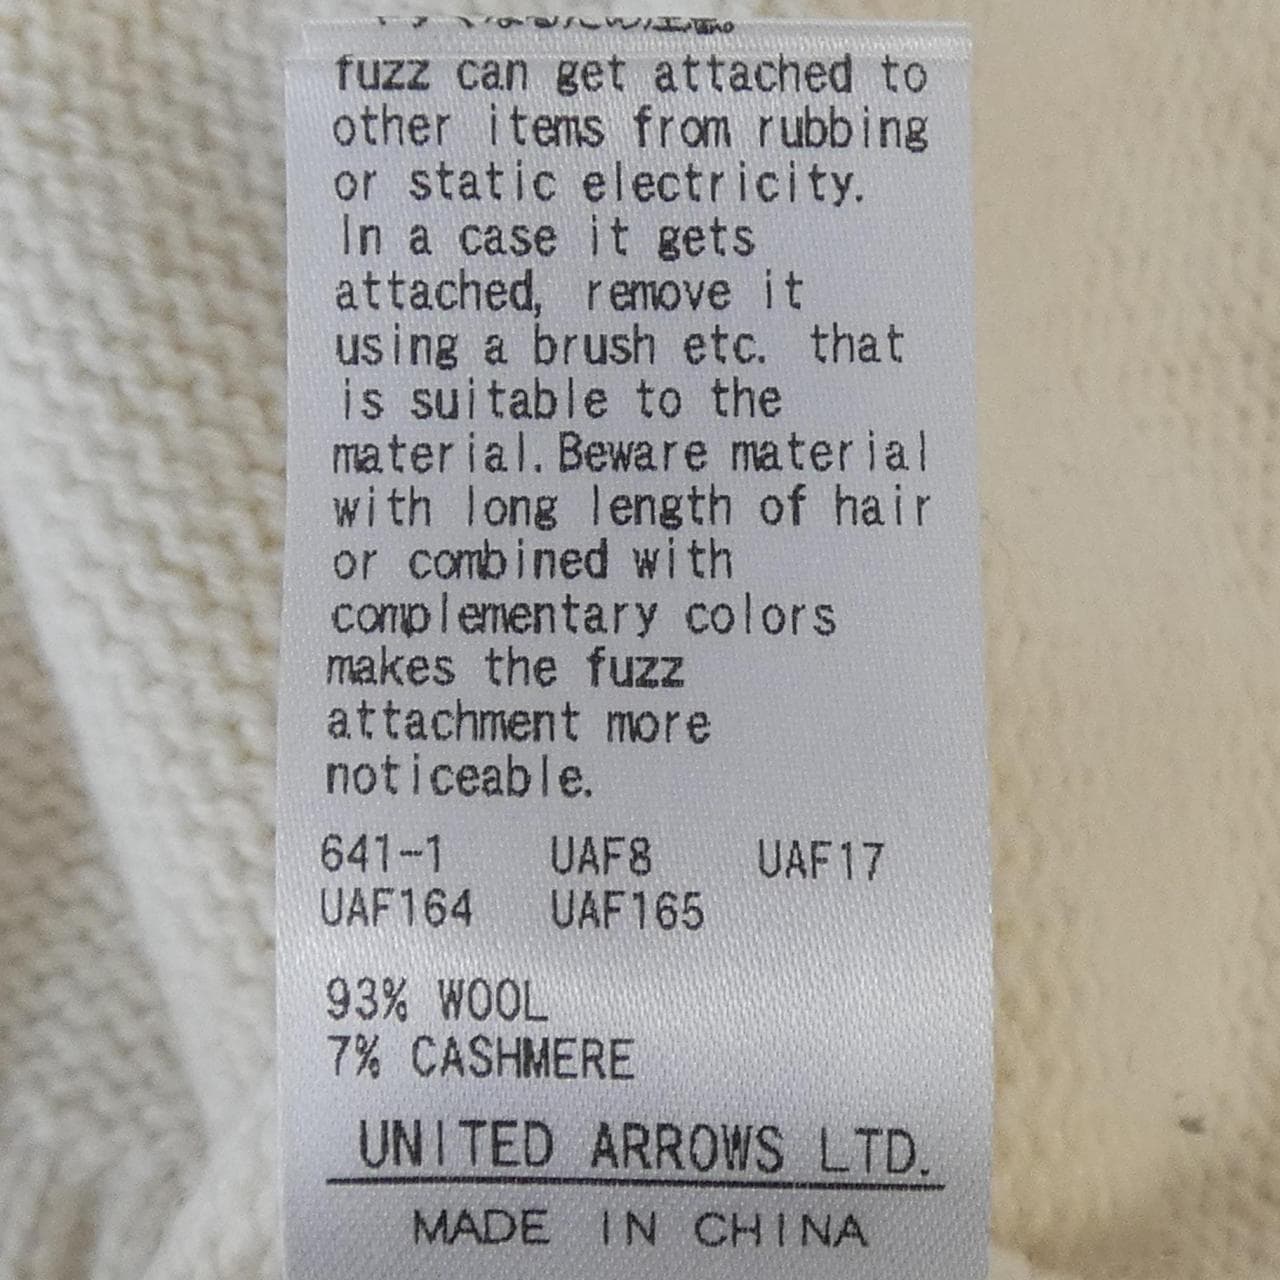 fuzz can get attached to
other items from rubbing
or static electricity.
In a case it gets
attached, remove it
using a brush etc. that
is suitable to the
material. Beware material
with long length of hair
or combined with
complementary colors
makes the fuzz
attachment more
noticeable.
641-1 UAF8 UAF17
UAF164 UAF165
93% WOOL
7% CASHMERE
UNITED ARROWS LTD.
MADE IN CHINA